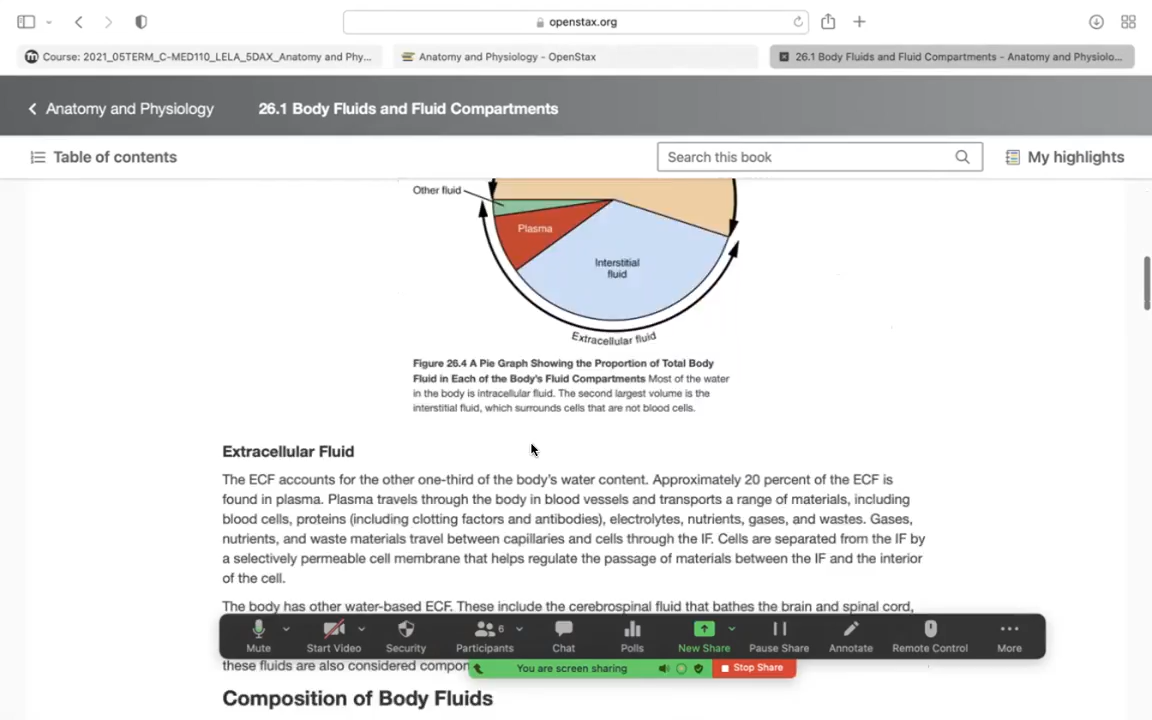 openstax.org
Course: 2021_05TERM_C-MED110_LELA_5DAX_Anatomy and Phy...
Anatomy and Physiology - OpenStax
26.1 Body Fluids and Fluid Compartments – Anatomy and Physiolo...
Anatomy and Physiology
26.1 Body Fluids and Fluid Compartments
Table of contents
Search this book
My highlights
Other fluid
Plasma
Interstitial
fluid
Extracellular fluid
Figure 26.4 A Pie Graph Showing the Proportion of Total Body
Fluid in Each of the Body's Fluid Compartments Most of the water
in the body is intracellular fluid. The second largest volume is the
interstitial fluid, which surrounds cells that are not blood cells.
Extracellular Fluid
The ECF accounts for the other one-third of the body's water content. Approximately 20 percent of the ECF is
found in plasma. Plasma travels through the body in blood vessels and transports a range of materials, including
blood cells, proteins (including clotting factors and antibodies), electrolytes, nutrients, gases, and wastes. Gases,
nutrients, and waste materials travel between capillaries and cells through the IF. Cells are separated from the IF by
a selectively permeable cell membrane that helps regulate the passage of materials between the IF and the interior
of the cell.
The body has other water-based ECF. These include the cerebrospinal fluid that bathes the brain and spinal cord,
6
Mute
Start Video
Security
Participants
Chat
Polls
New Share
Pause Share
Annotate
Remote Control
More
these fluids are also considered compon
You are screen sharing
Stop Share
Composition of Body Fluids